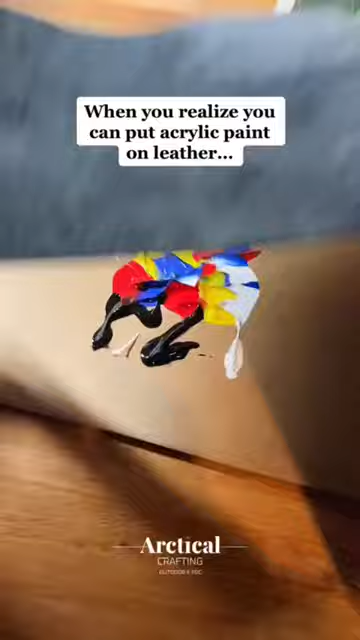 When you realize you
can put acrylic paint
on leather...
Arctical
CRAFTING